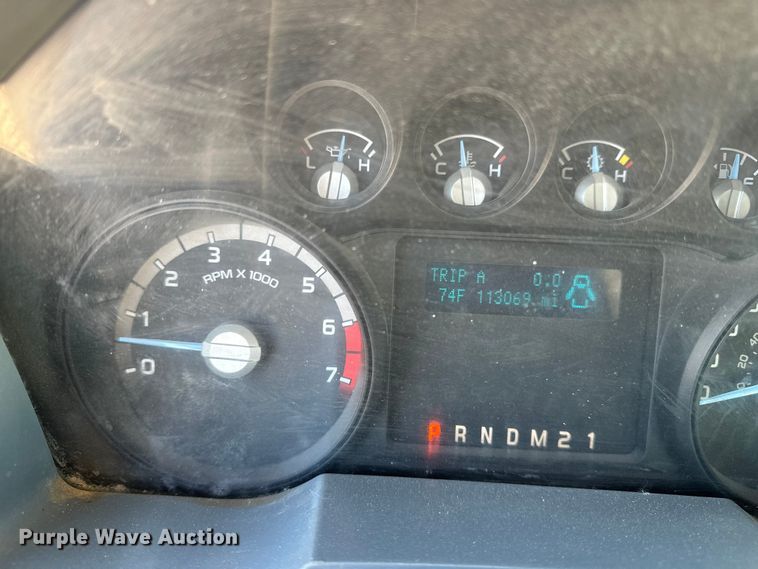 L H
C H
C H
RPM X 1000
0 1 2 3 4 5 6 7
TRIP A 0.0
74F 113069 mi
P R N D M 2 1
Purple Wave Auction